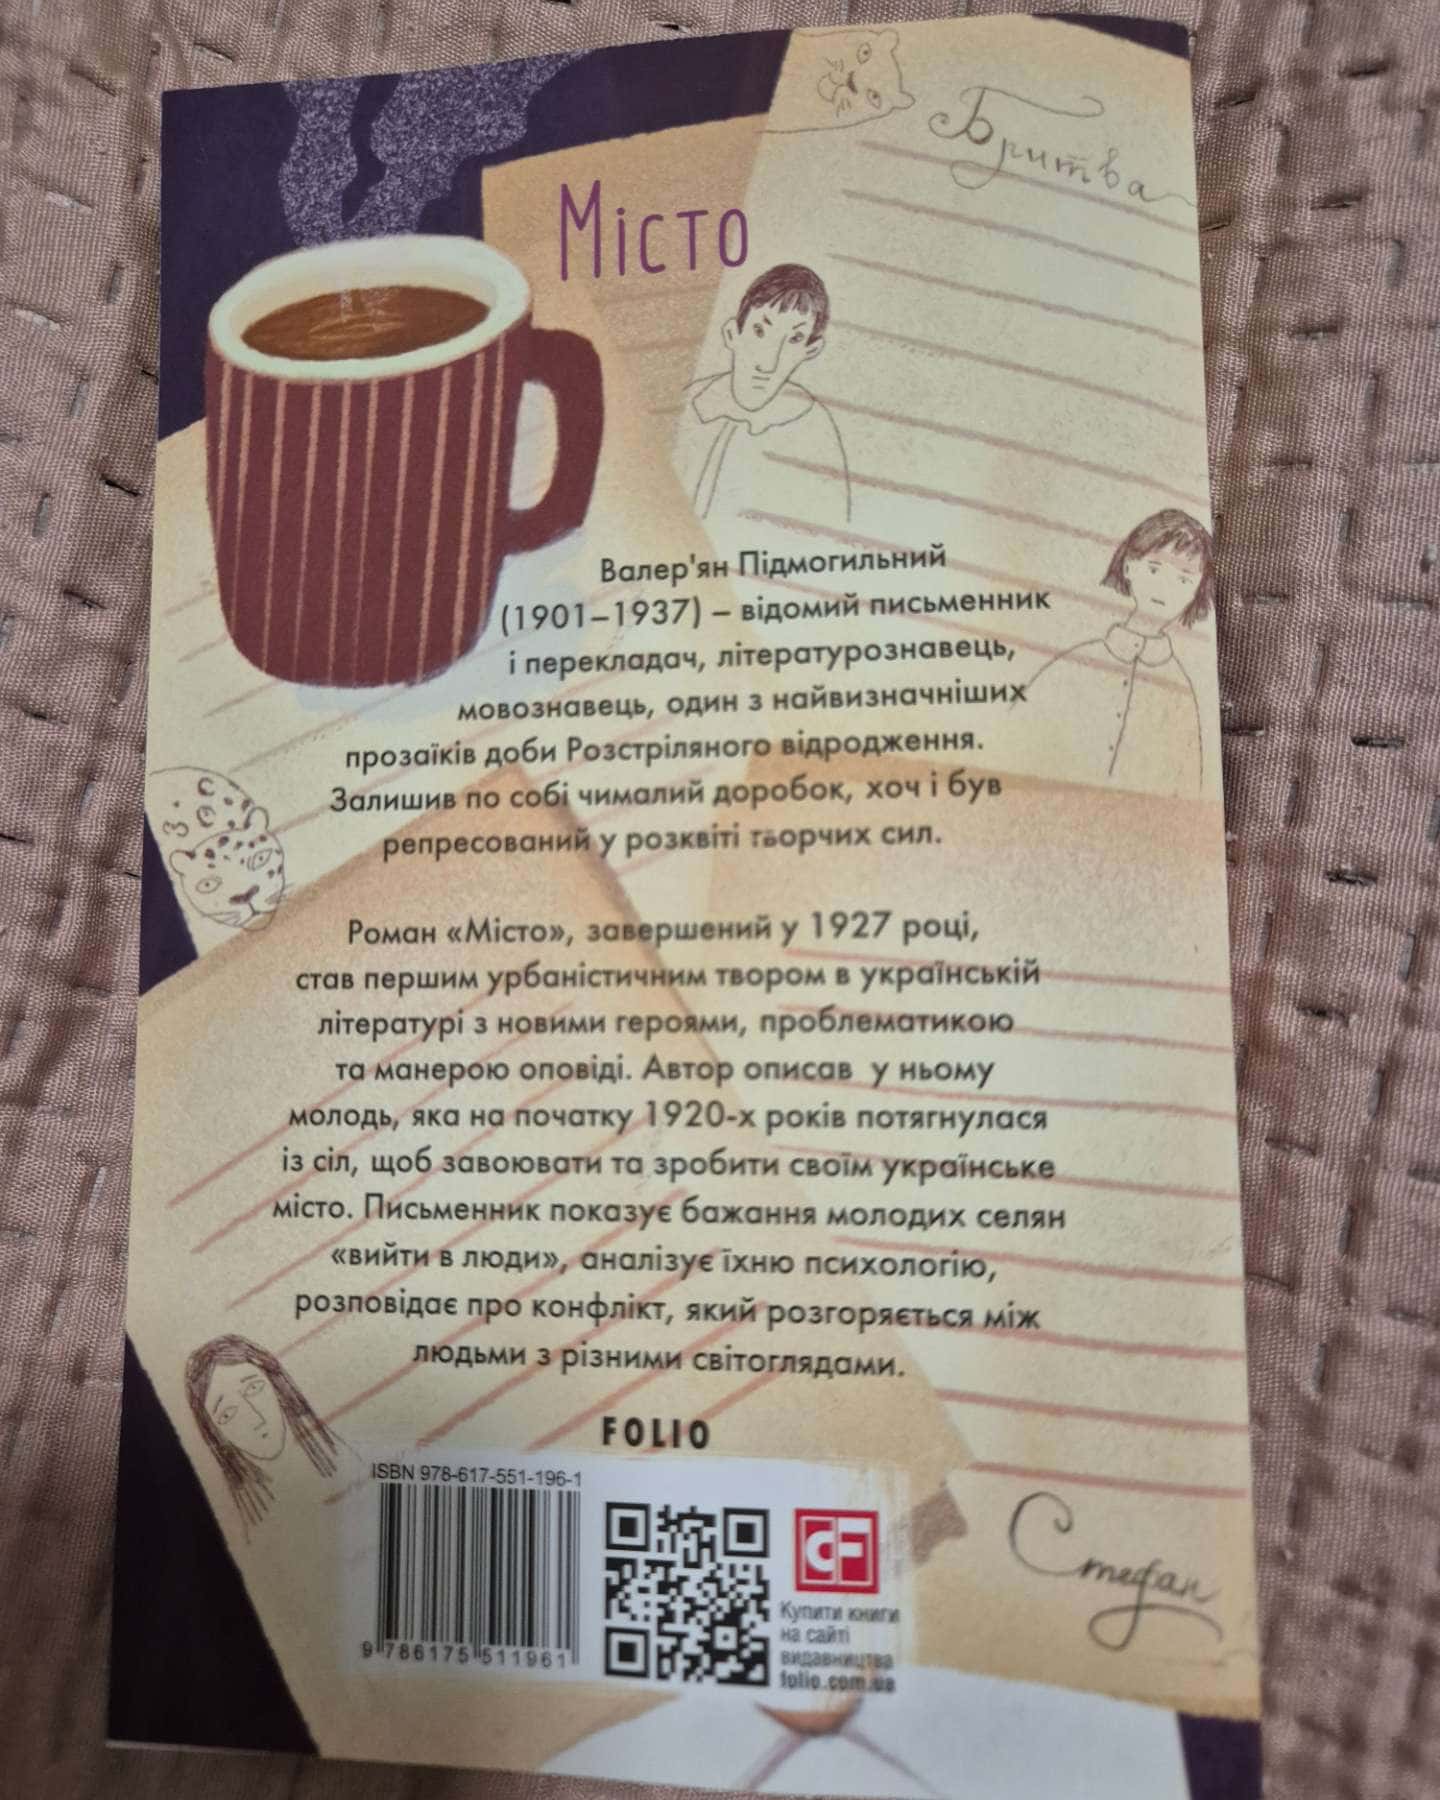 Бритва
Місто
Валер'ян Підмогильний
(1901–1937) – відомий письменник
і перекладач, літературознавець,
мовознавець, один з найвизначніших
прозаїків доби Розстріляного відродження.
Залишив по собі чималий доробок, хоч і був
репресований у розквіті творчих сил.
Роман «Місто», завершений у 1927 році,
став першим урбаністичним твором в українській
літературі з новими героями, проблематикою
та манерою оповіді. Автор описав у ньому
молодь, яка на початку 1920-х років потягнулася
із сіл, щоб завоювати та зробити своїм українське
місто. Письменник показує бажання молодих селян
«вийти в люди», аналізує їхню психологію,
розповідає про конфлікт, який розгоряється між
людьми з різними світоглядами.
FOLIO
ISBN 978-617-551-196-1
9 786175 511961
CF
Купити книги
на сайті
видавництва
folio.com.ua
Стефан